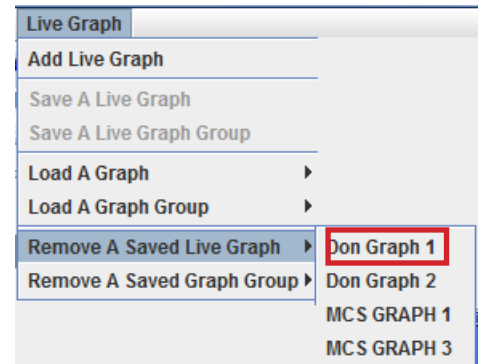 Live Graph
Add Live Graph
Save A Live Graph
Save A Live Graph Group
Load A Graph
Load A Graph Group
Remove A Saved Live Graph
Don Graph 1
Remove A Saved Graph Group
Don Graph 2
MCS GRAPH 1
MCS GRAPH 3